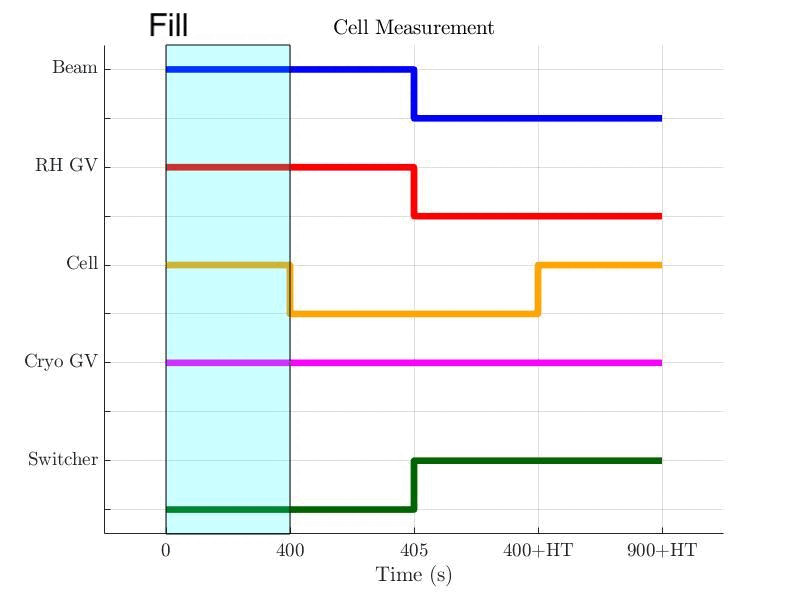 Fill
Cell Measurement
Beam
RH GV
Cell
Cryo GV
Switcher
0 400 405 400+HT 900+HT
Time (s)